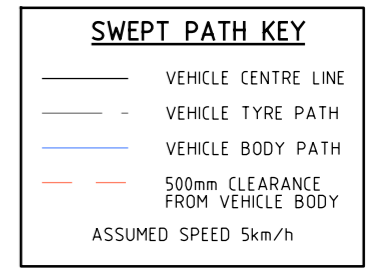 SWEPT PATH KEY
VEHICLE CENTRE LINE
VEHICLE TYRE PATH
VEHICLE BODY PATH
500mm CLEARANCE
FROM VEHICLE BODY
ASSUMED SPEED 5km/h